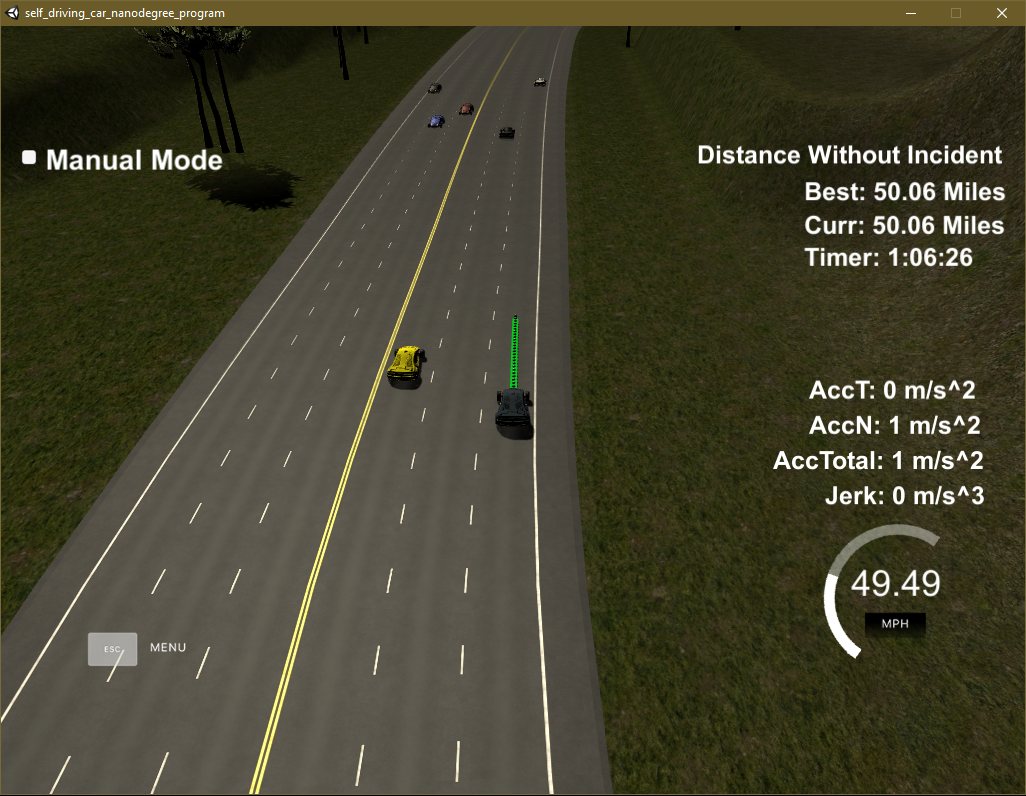 self_driving_car_nanodegree_program
Manual Mode
Distance Without Incident
Best: 50.06 Miles
Curr: 50.06 Miles
Timer: 1:06:26
AccT: 0 m/s^2
AccN: 1 m/s^2
AccTotal: 1 m/s^2
Jerk: 0 m/s^3
49.49
MPH
ESC MENU